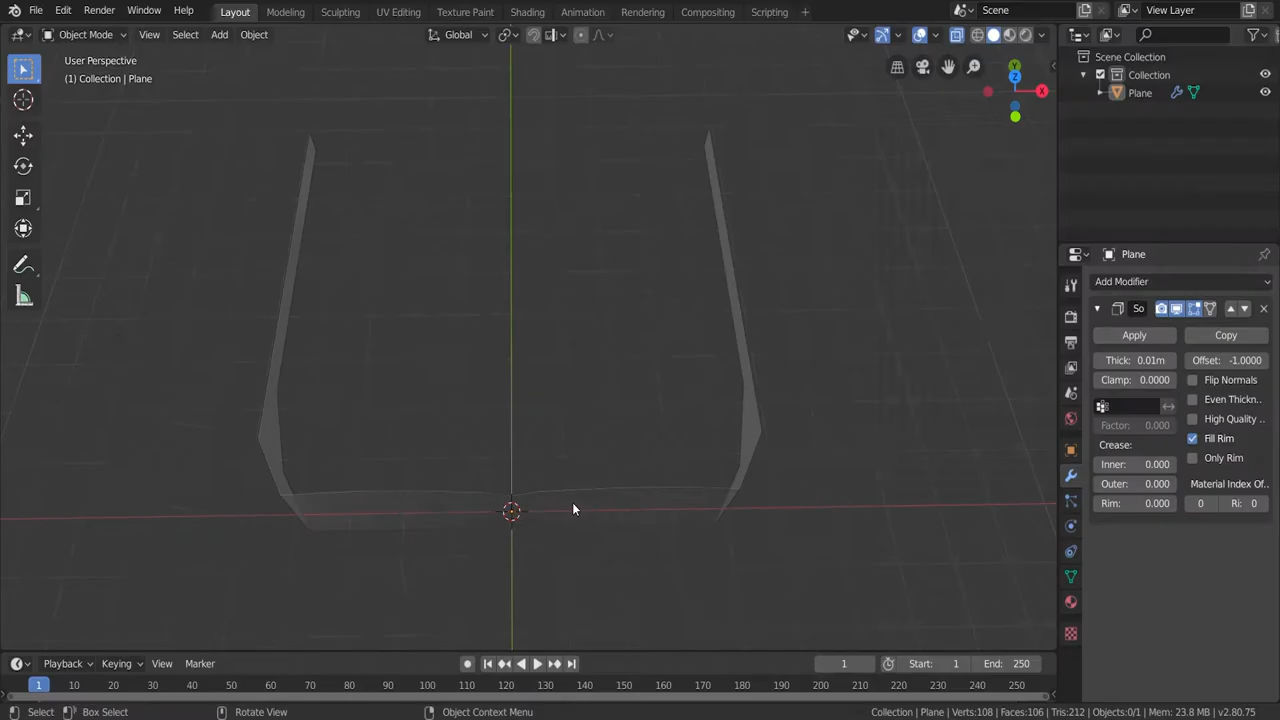 File Edit Render Window Help Layout Modeling Sculpting UV Editing Texture Paint Shading Animation Rendering Compositing Scripting + Scene View Layer
Object Mode View Select Add Object Global
User Perspective
(1) Collection | Plane
Y
Z
X
Scene Collection
Collection
Plane
Plane
Add Modifier
So
Apply Copy
Thick: 0.01m Offset: -1.0000
Clamp: 0.0000 Flip Normals
Even Thickn..
High Quality ..
Factor: 0.000
Fill Rim
Crease:
Only Rim
Inner: 0.000
Outer: 0.000 Material Index Of..
Rim: 0.000 0 Ri: 0
Playback Keying View Marker 1 Start: 1 End: 250
1 10 20 30 40 50 60 70 80 90 100 110 120 130 140 150 160 170 180 190 200 210 220 230 240 250
Select Box Select Rotate View Object Context Menu Collection | Plane | Verts:108 | Faces:106 | Tris:212 | Objects:0/1 | Mem: 23.8 MB | v2.80.75